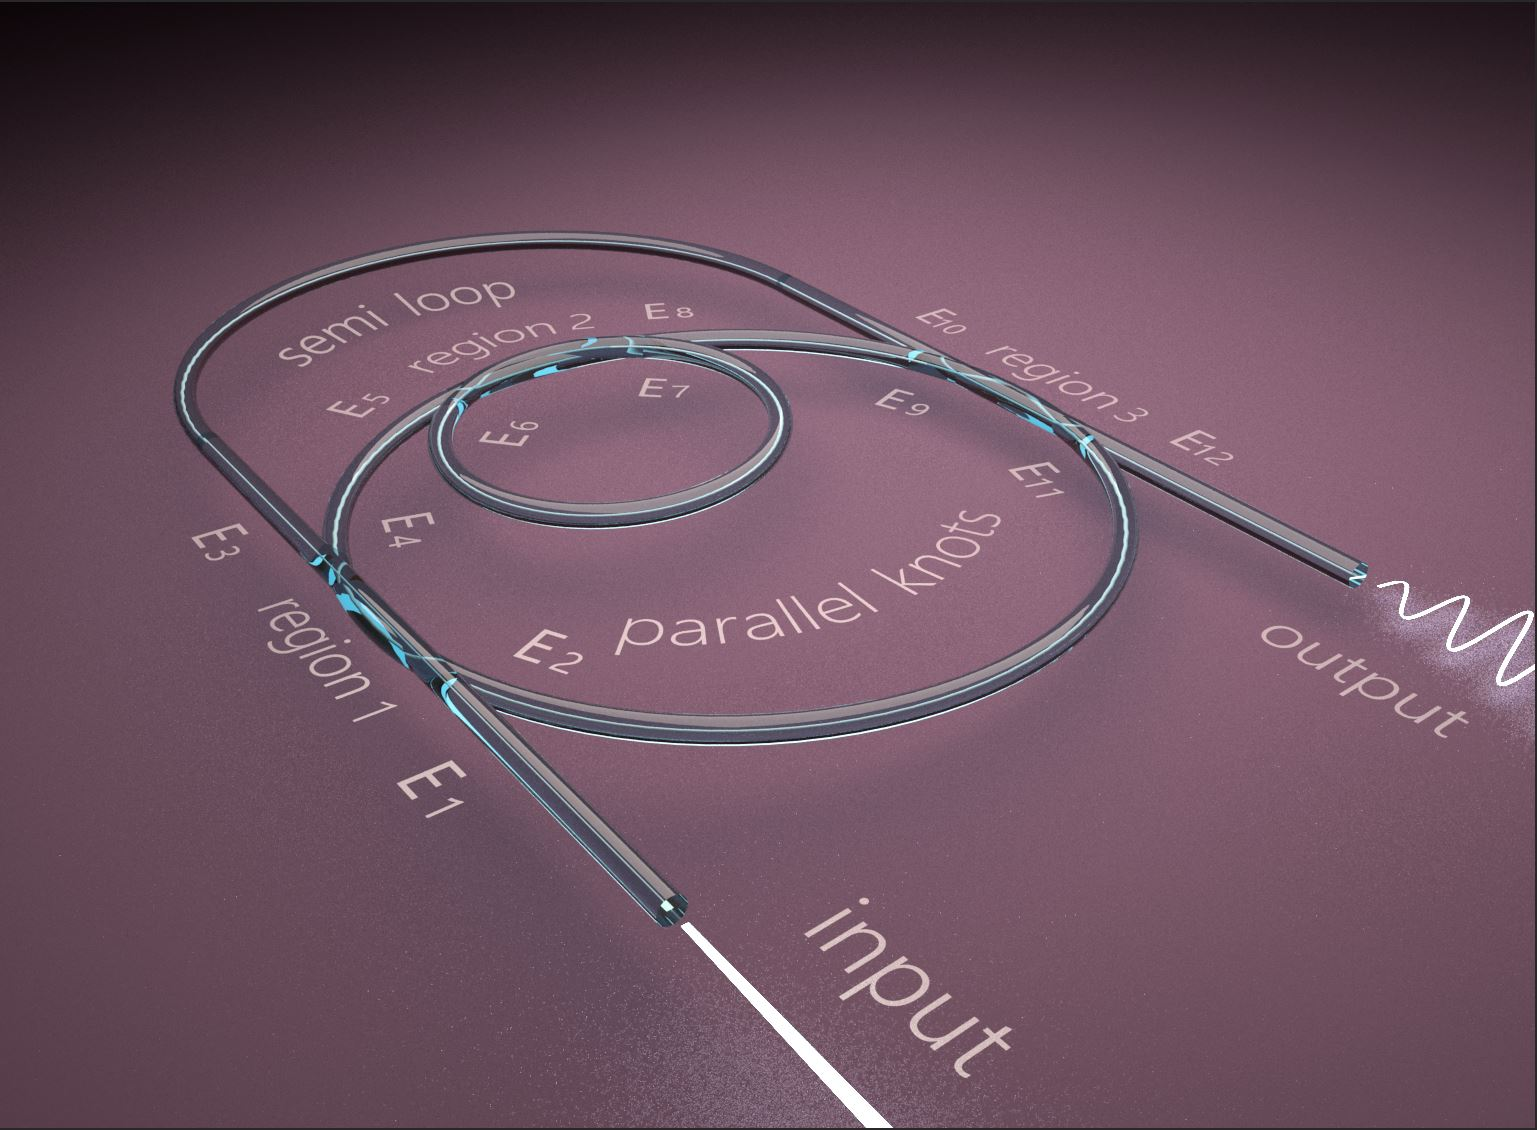 semi loop
region 2
E8
E10
region 3
E5
E7
E9
E6
E12
E11
E3
E4
region 1
E2
parallel knots
output
E1
input